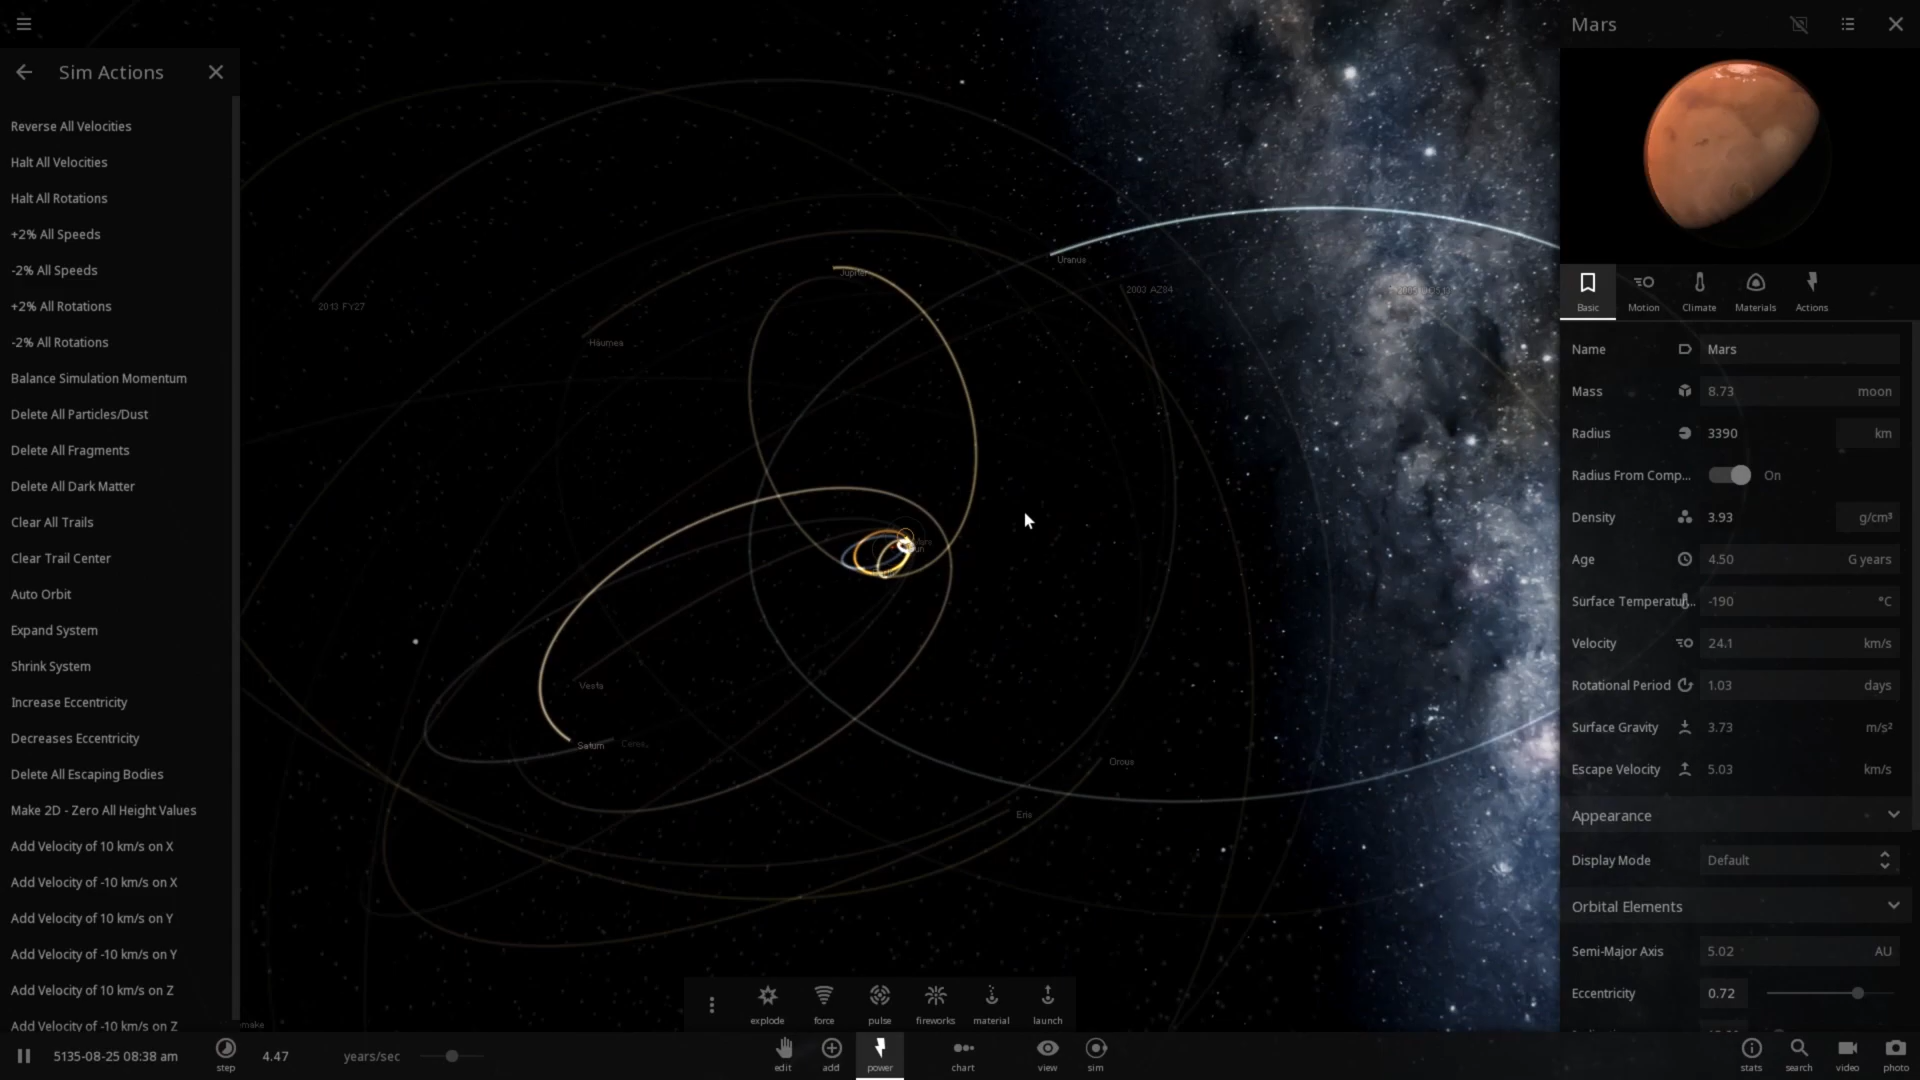 Sim Actions
Reverse All Velocities
Halt All Velocities
Halt All Rotations
+2% All Speeds
-2% All Speeds
+2% All Rotations
-2% All Rotations
Balance Simulation Momentum
Delete All Particles/Dust
Delete All Fragments
Delete All Dark Matter
Clear All Trails
Clear Trail Center
Auto Orbit
Expand System
Shrink System
Increase Eccentricity
Decreases Eccentricity
Delete All Escaping Bodies
Make 2D - Zero All Height Values
Add Velocity of 10 km/s on X
Add Velocity of -10 km/s on X
Add Velocity of 10 km/s on Y
Add Velocity of -10 km/s on Y
Add Velocity of 10 km/s on Z
Add Velocity of -10 km/s on Z
Uranus
Jupiter
2003 AZ84
2013 FY27
Haumea
Vesta
Saturn
Ceres
Orcus
Eris
emake
Mars
Basic
Motion
Climate
Materials
Actions
Name Mars
Mass 8.73 moon
Radius 3390 km
Radius From Comp... On
Density 3.93 g/cm³
Age 4.50 G years
Surface Temperatur... -190 °C
Velocity 24.1 km/s
Rotational Period 1.03 days
Surface Gravity 3.73 m/s²
Escape Velocity 5.03 km/s
Appearance
Display Mode Default
Orbital Elements
Semi-Major Axis 5.02 AU
Eccentricity 0.72
explode
force
pulse
fireworks
material
launch
5135-08-25 08:38 am
step
4.47 years/sec
edit
add
power
chart
view
sim
stats
search
video
photo